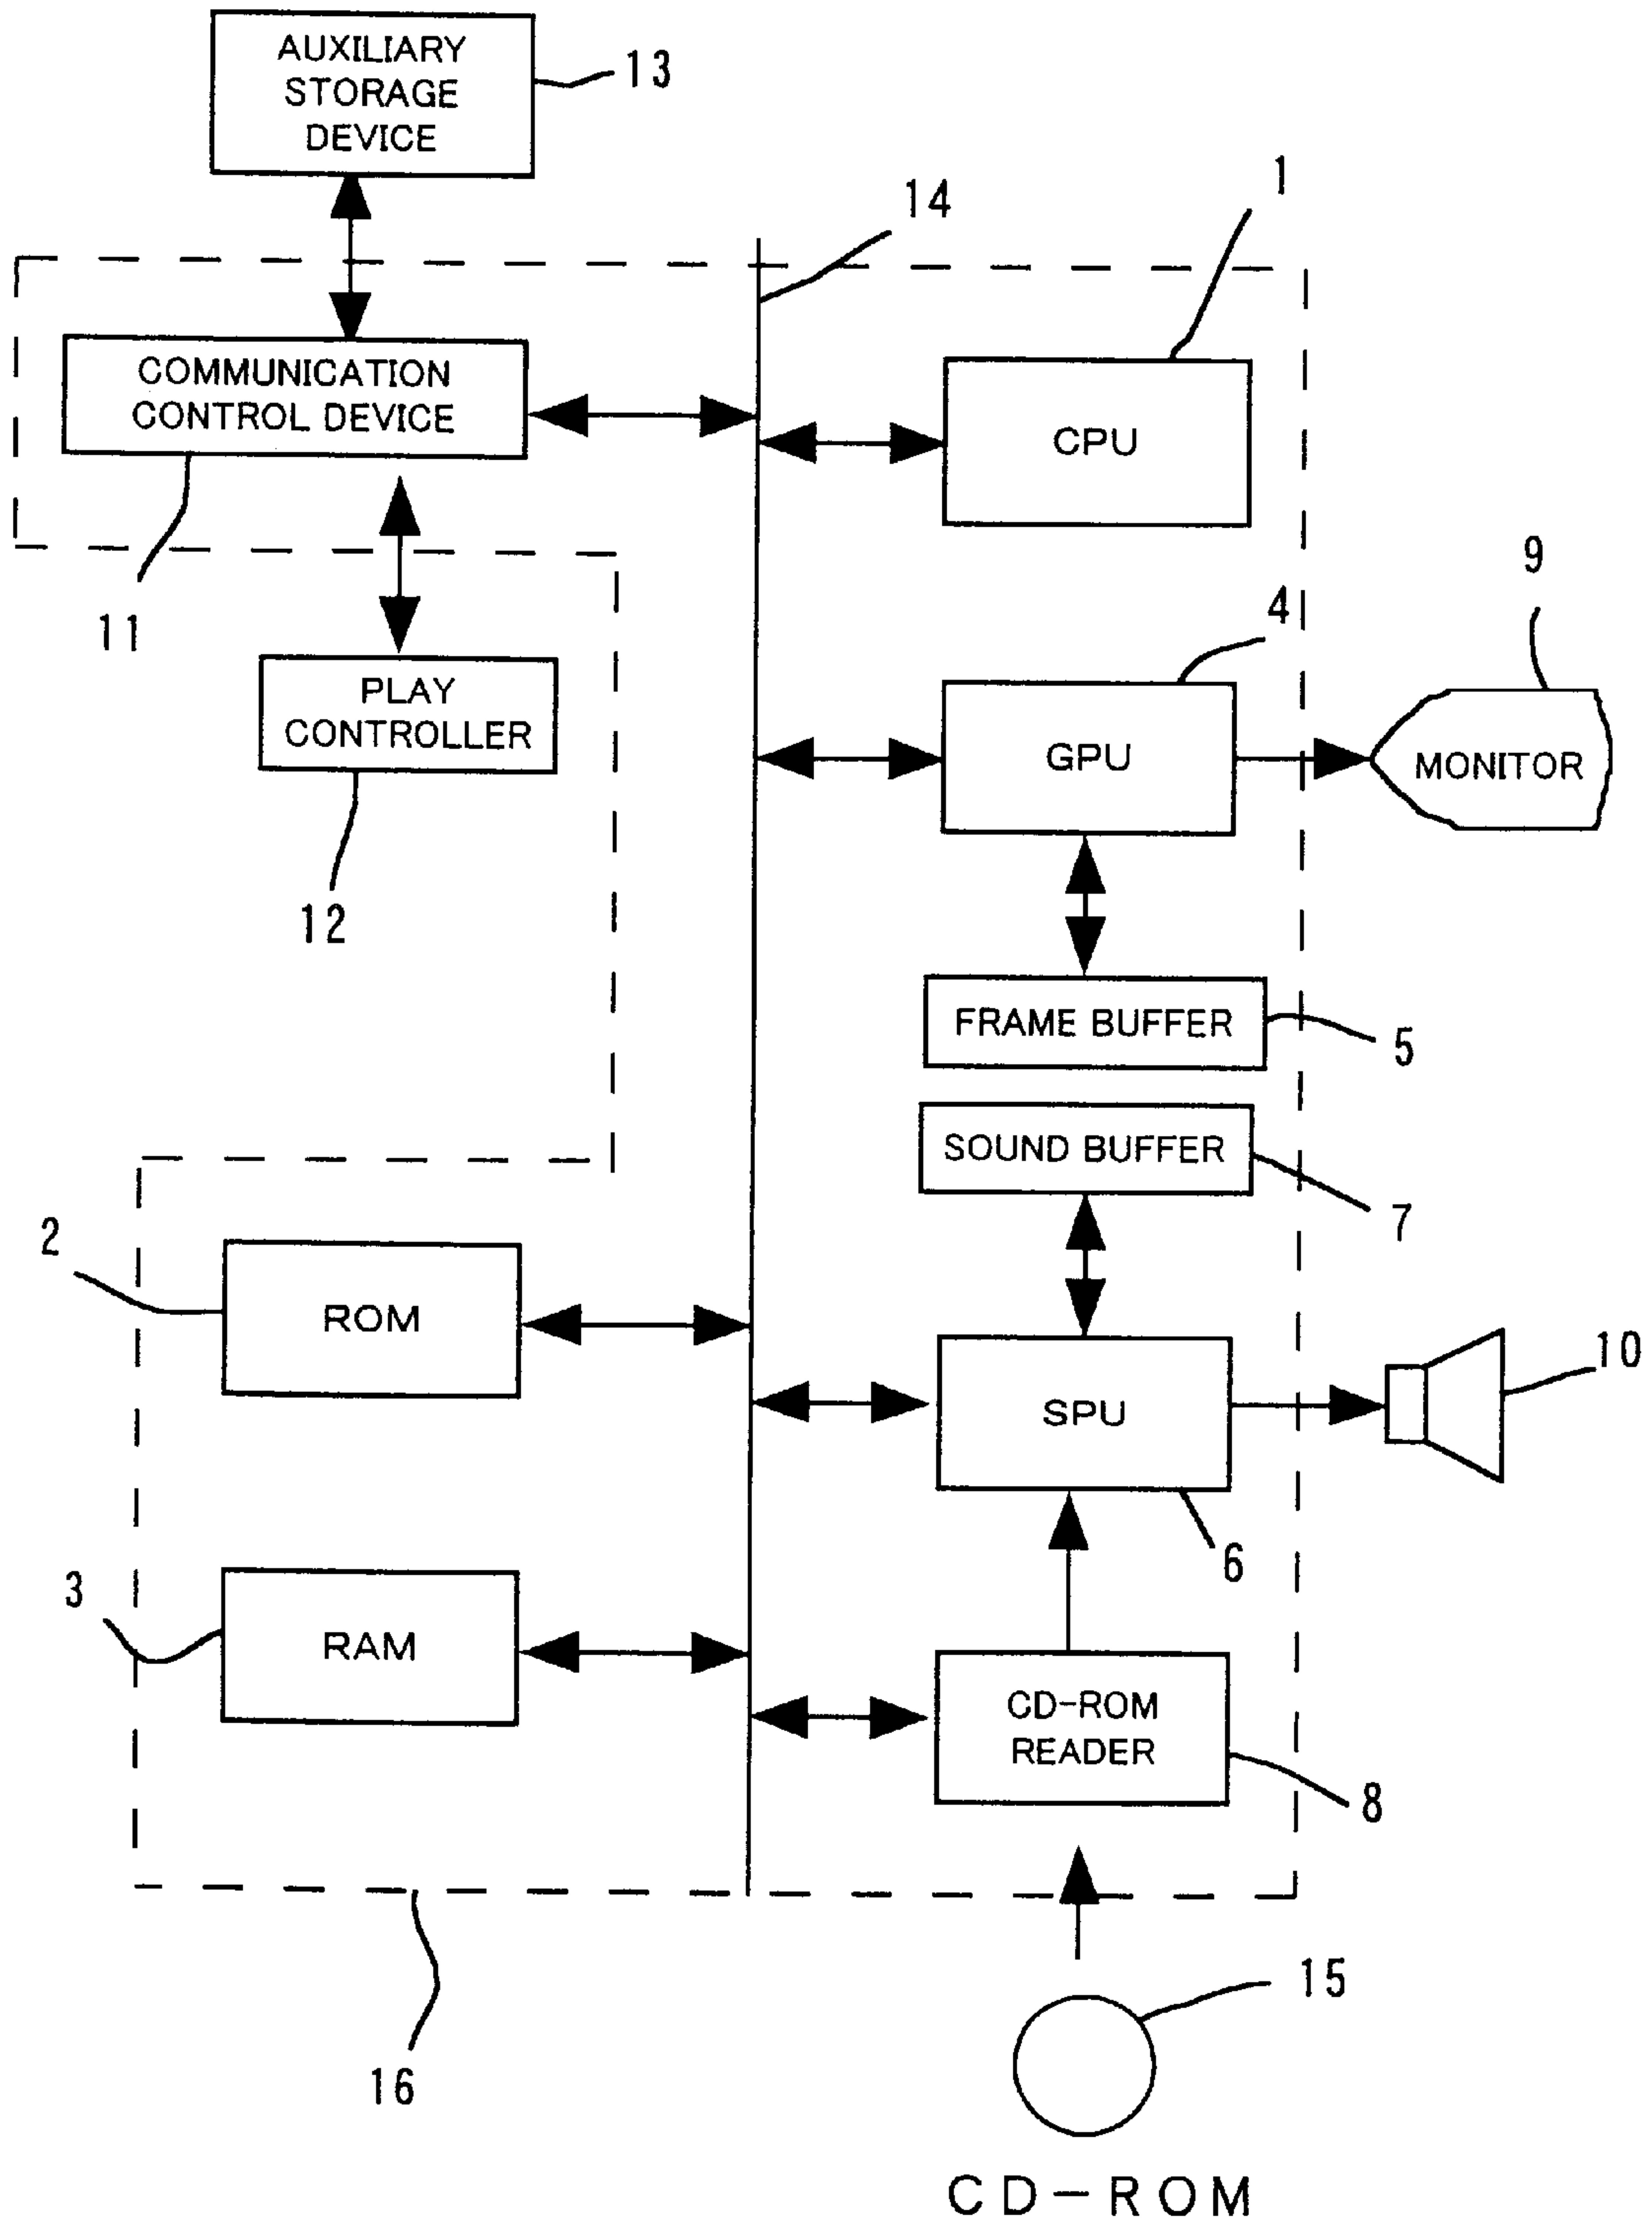 AUXILIARY
STORAGE
DEVICE
13
14
1
COMMUNICATION
CONTROL DEVICE
CPU
11
9
4
PLAY
CONTROLLER
GPU
MONITOR
12
FRAME BUFFER
5
SOUND BUFFER
7
2
ROM
10
SPU
6
3
RAM
CD-ROM
READER
8
15
16
CD-ROM